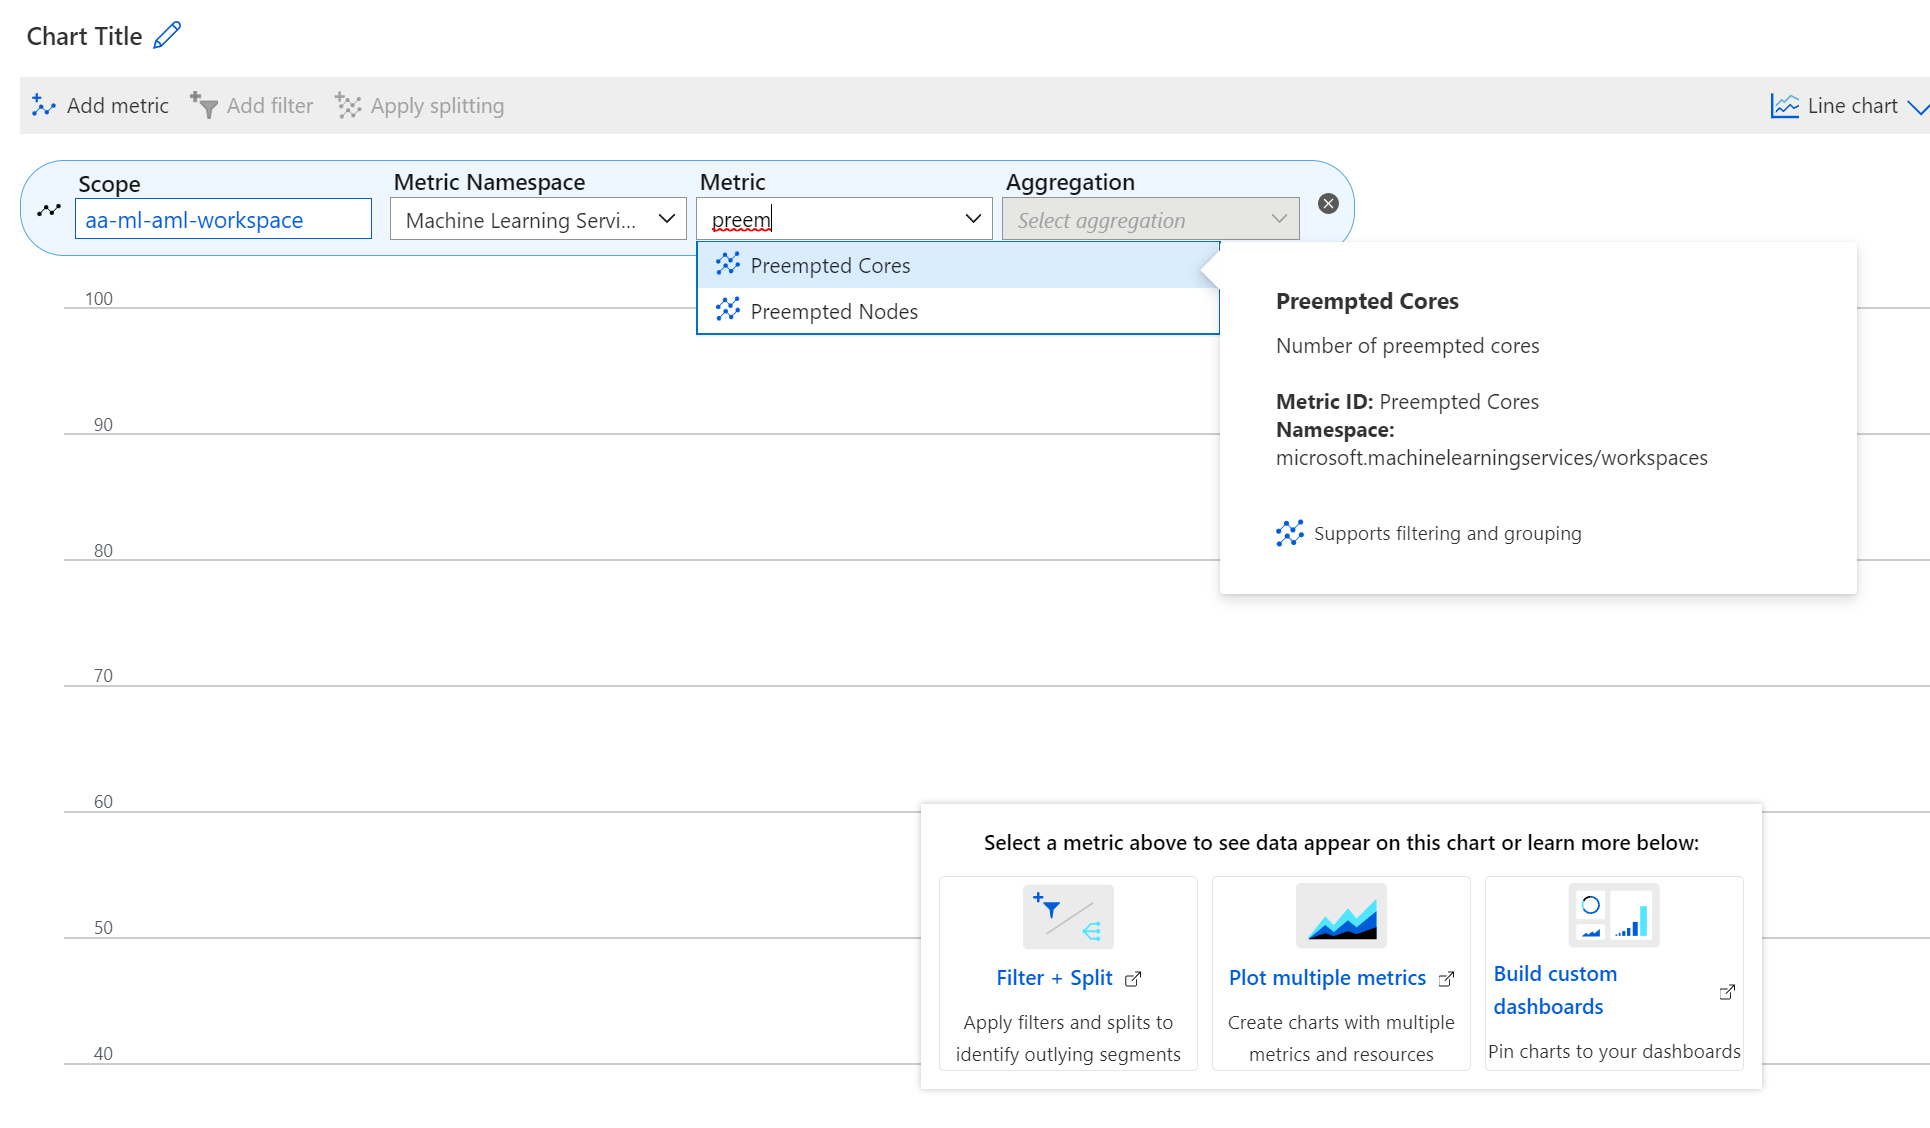 Chart Title
Add metric
Add filter
Apply splitting
Line chart
Scope
Metric Namespace
Metric
Aggregation
aa-ml-aml-workspace
Machine Learning Servi...
preem
Select aggregation
Preempted Cores
Preempted Nodes
Preempted Cores
Number of preempted cores
Metric ID: Preempted Cores
Namespace:
microsoft.machinelearningservices/workspaces
Supports filtering and grouping
100
90
80
70
60
50
40
Select a metric above to see data appear on this chart or learn more below:
Filter + Split
Apply filters and splits to
identify outlying segments
Plot multiple metrics
Create charts with multiple
metrics and resources
Build custom
dashboards
Pin charts to your dashboards